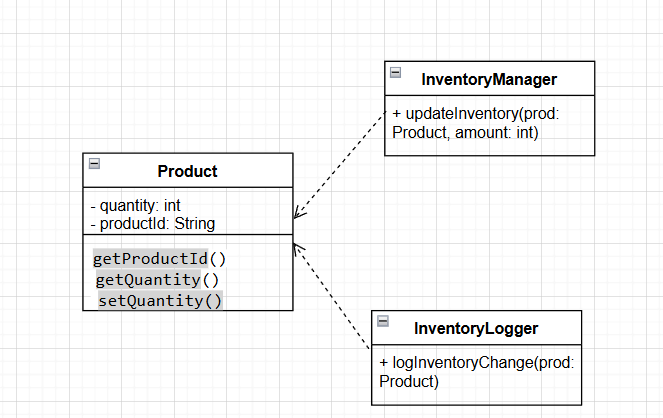 InventoryManager
+ updateInventory(prod:
Product, amount: int)
Product
- quantity: int
- productId: String
getProductId()
getQuantity()
setQuantity()
InventoryLogger
+ logInventoryChange(prod:
Product)